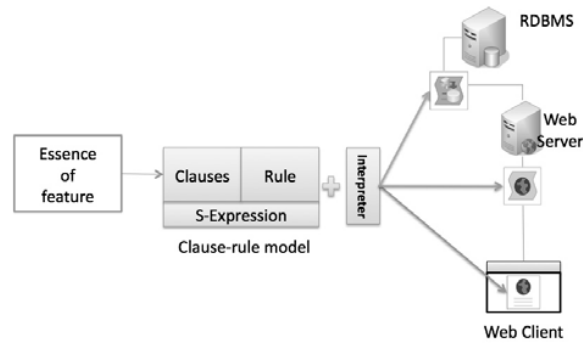 RDBMS
Web
Server
Essence
of
feature
Clauses
Rule
Interpreter
S-Expression
Clause-rule model
Web Client